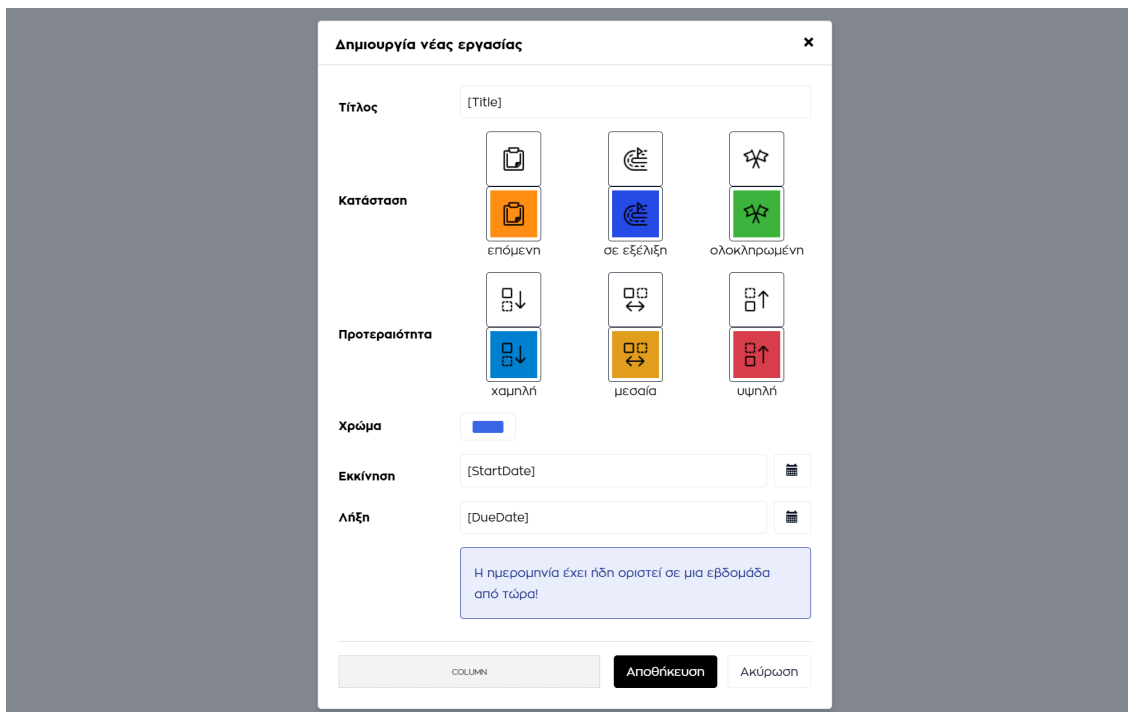 Δημιουργία νέας εργασίας ×
Τίτλος [Title]
Κατάσταση
επόμενη σε εξέλιξη ολοκληρωμένη
Προτεραιότητα
χαμηλή μεσαία υψηλή
Χρώμα
Εκκίνηση [StartDate]
Λήξη [DueDate]
Η ημερομηνία έχει ήδη οριστεί σε μια εβδομάδα
από τώρα!
COLUMN Αποθήκευση Ακύρωση